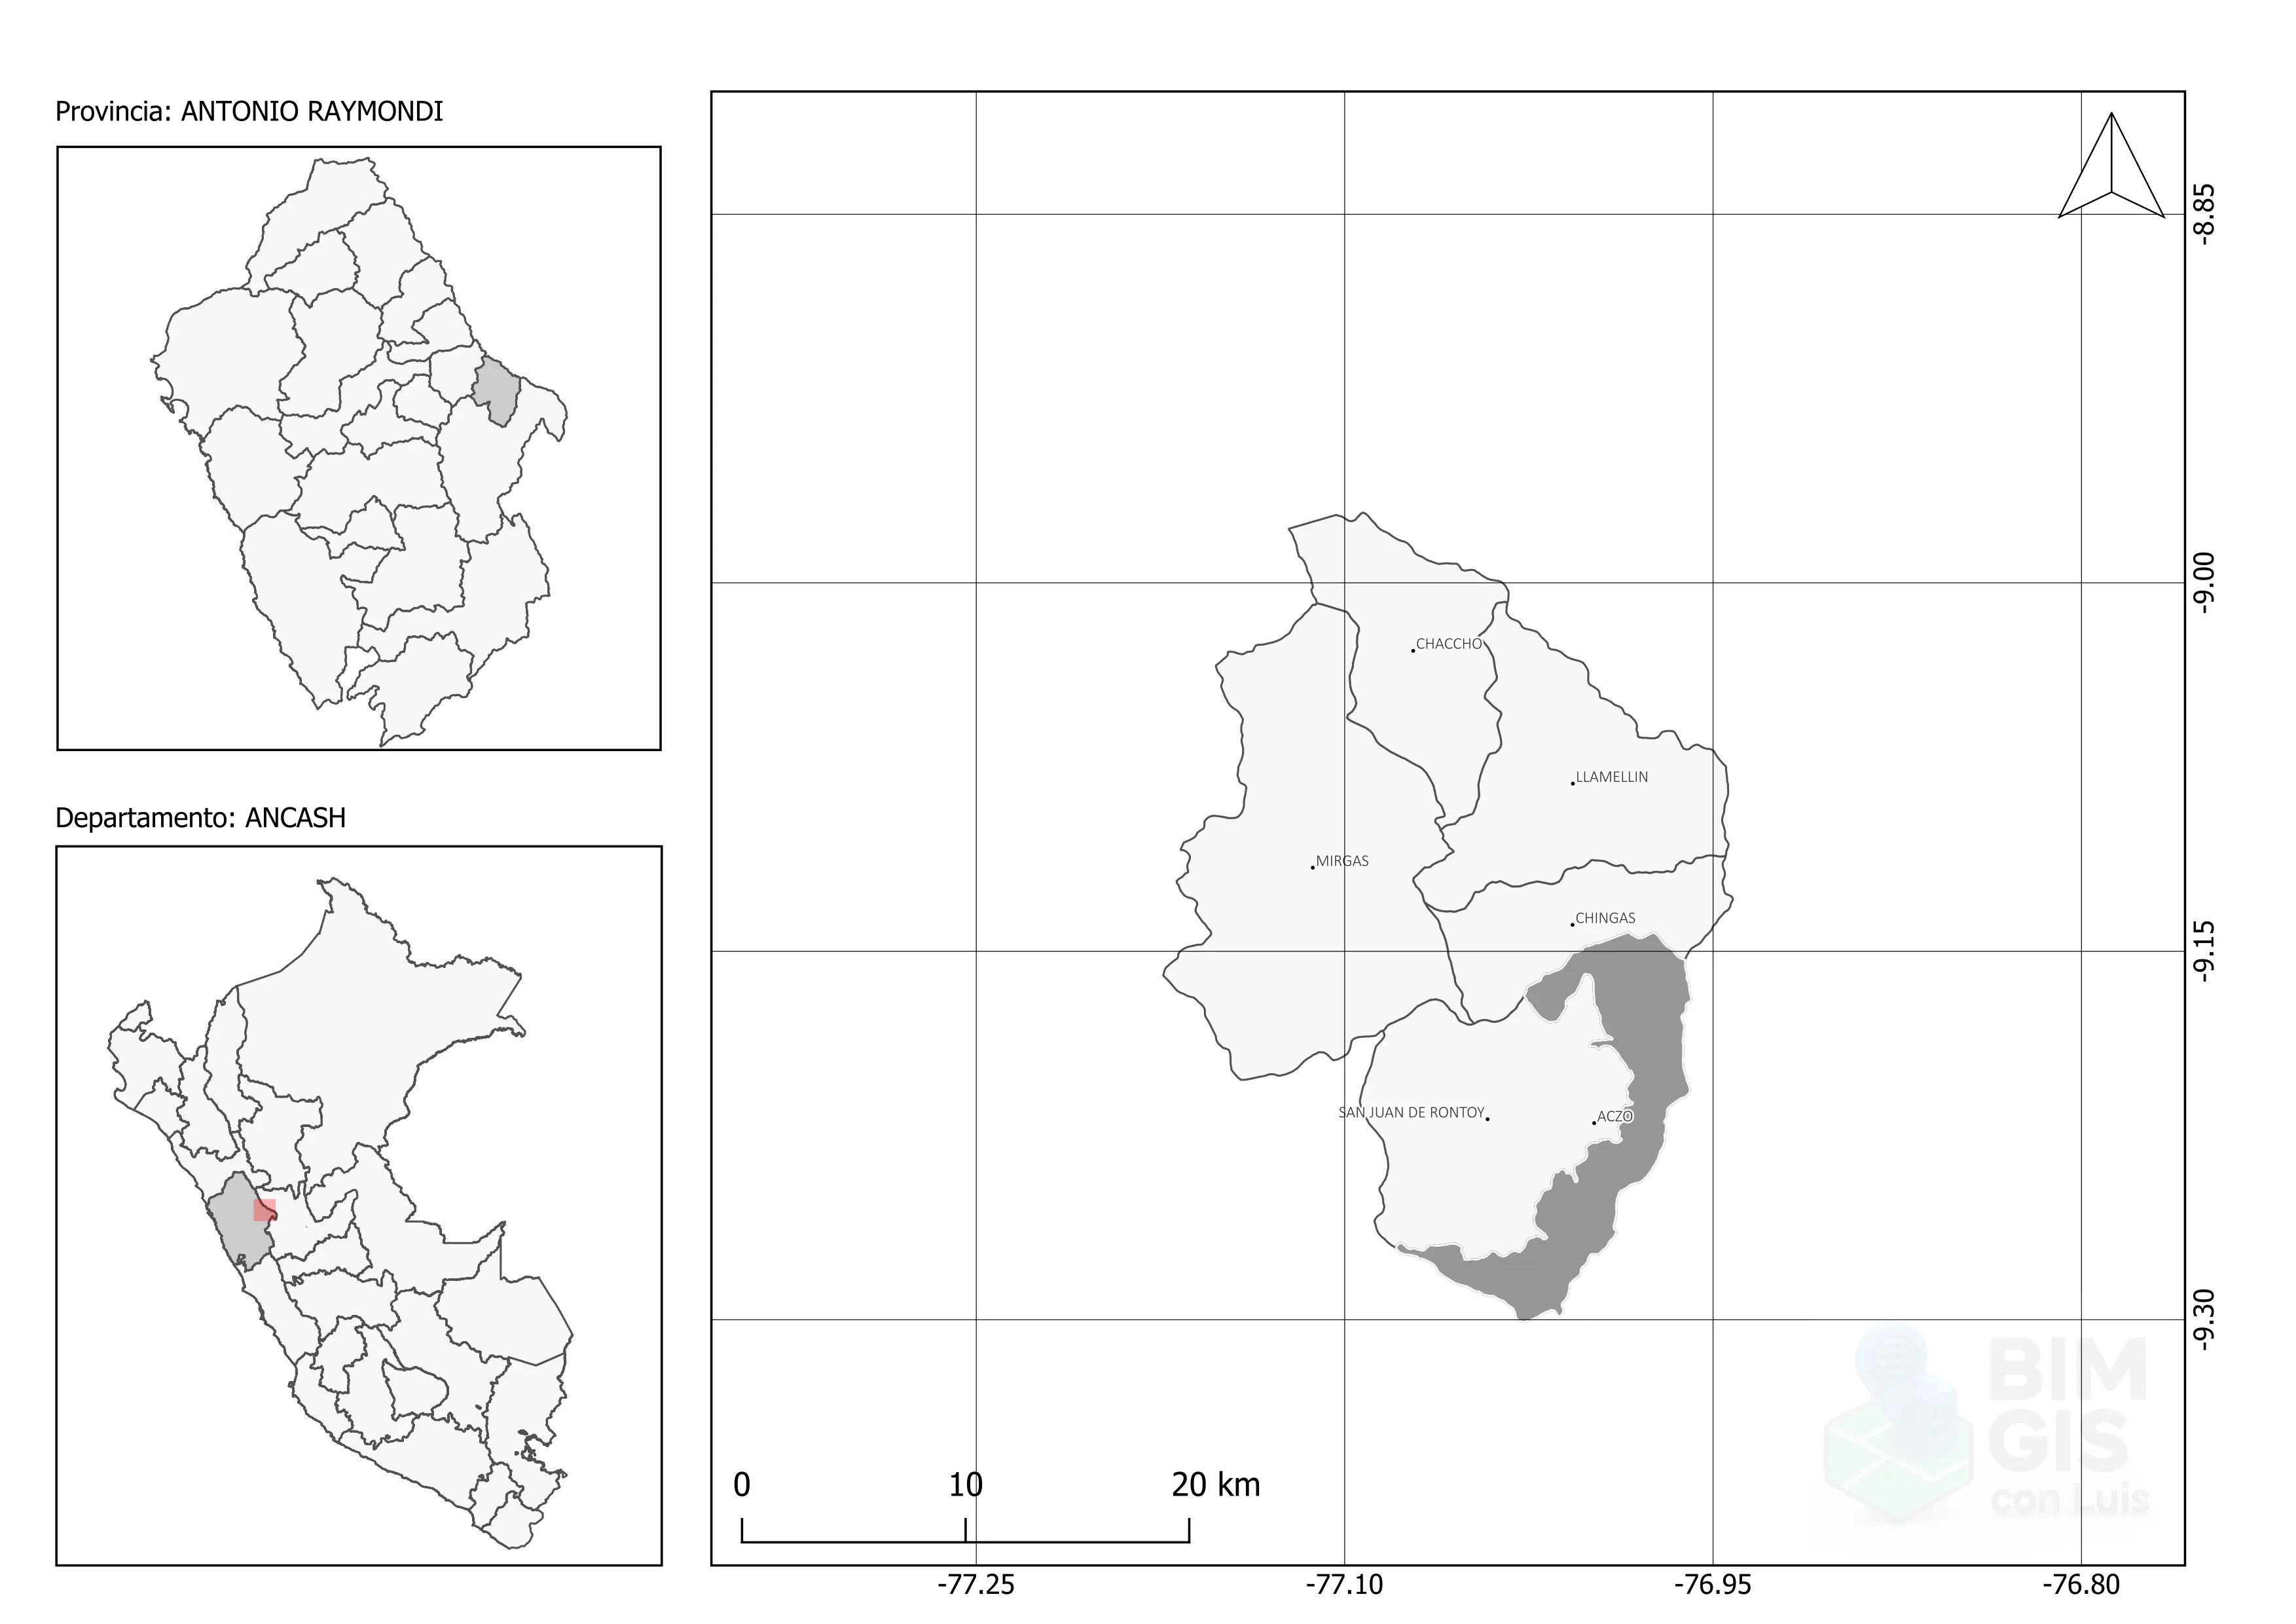 Provincia: ANTONIO RAYMONDI
Departamento: ANCASH
-8.85
-9.00
-9.15
-9.30
CHACCHO
LLAMELLIN
MIRGAS
CHINGAS
SAN JUAN DE RONTOY
ACZO
0 10 20 km
-77.25 -77.10 -76.95 -76.80
BIM
GIS
con Luis